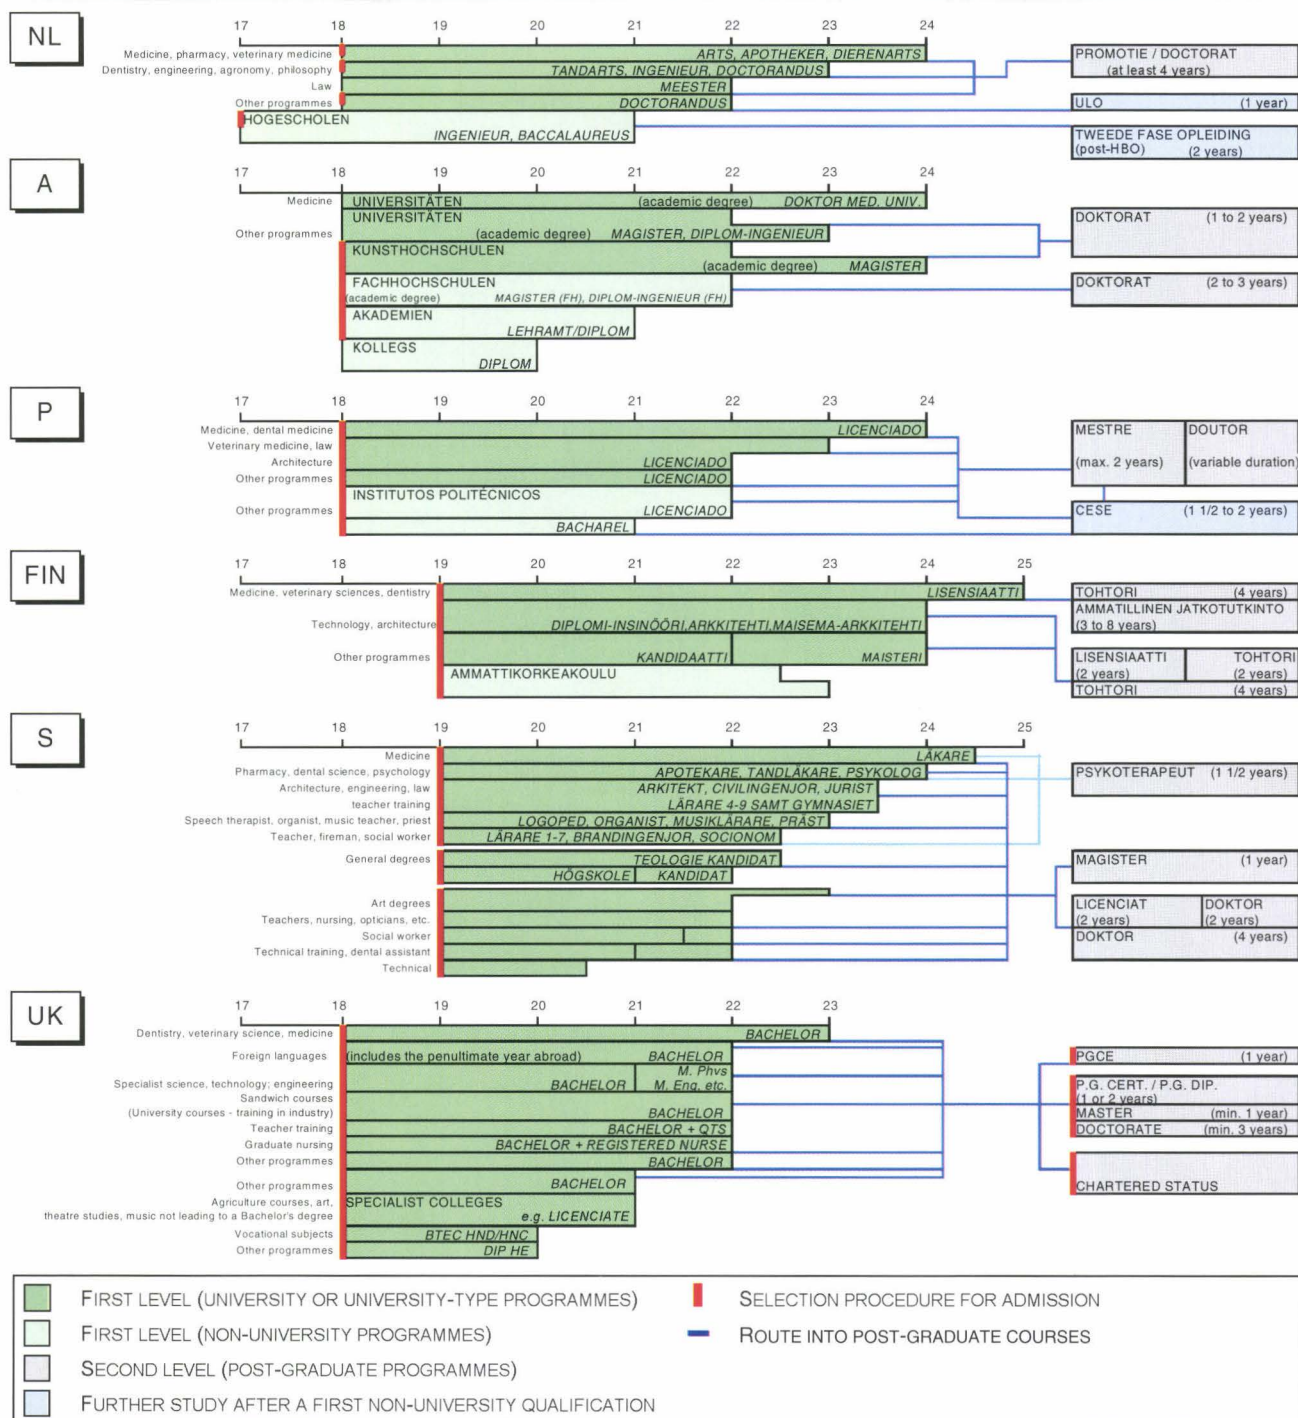 NL
17 18 19 20 21 22 23 24
Medicine, pharmacy, veterinary medicine ARTS, APOTHEKER, DIERENARTS
Dentistry, engineering, agronomy, philosophy TANDARTS, INGENIEUR, DOCTORANDUS
Law MEESTER
Other programmes DOCTORANDUS
HOGESCHOLEN
INGENIEUR, BACCALAUREUS
PROMOTIE / DOCTORAT
(at least 4 years)
ULO (1 year)
TWEEDE FASE OPLEIDING
(post-HBO) (2 years)
A
17 18 19 20 21 22 23 24
Medicine UNIVERSITÄTEN (academic degree) DOKTOR MED. UNIV.
UNIVERSITÄTEN
Other programmes (academic degree) MAGISTER, DIPLOM-INGENIEUR
KUNSTHOCHSCHULEN
(academic degree) MAGISTER
FACHHOCHSCHULEN
(academic degree) MAGISTER (FH), DIPLOM-INGENIEUR (FH)
AKADEMIEN
LEHRAMT/DIPLOM
KOLLEGS
DIPLOM
DOKTORAT (1 to 2 years)
DOKTORAT (2 to 3 years)
P
17 18 19 20 21 22 23 24
Medicine, dental medicine LICENCIADO
Veterinary medicine, law
Architecture LICENCIADO
Other programmes LICENCIADO
INSTITUTOS POLITÉCNICOS
Other programmes LICENCIADO
BACHAREL
MESTRE DOUTOR
(max. 2 years) (variable duration)
CESE (1 1/2 to 2 years)
FIN
17 18 19 20 21 22 23 24 25
Medicine, veterinary sciences, dentistry LISENSIAATTI
Technology, architecture DIPLOMI-INSINÖÖRI,ARKKITEHTI,MAISEMA-ARKKITEHTI
Other programmes KANDIDAATTI MAISTERI
AMMATTIKORKEAKOULU
TOHTORI (4 years)
AMMATILLINEN JATKOTUTKINTO
(3 to 8 years)
LISENSIAATTI TOHTORI
(2 years) (2 years)
TOHTORI (4 years)
S
17 18 19 20 21 22 23 24 25
Medicine LÄKARE
Pharmacy, dental science, psychology APOTEKARE, TANDLÄKARE, PSYKOLOG
Architecture, engineering, law ARKITEKT, CIVILINGENJOR, JURIST
teacher training LÄRARE 4-9 SAMT GYMNASIET
Speech therapist, organist, music teacher, priest LOGOPED, ORGANIST, MUSIKLÄRARE, PRÄST
Teacher, fireman, social worker LÄRARE 1-7, BRANDINGENJOR, SOCIONOM
General degrees TEOLOGIE KANDIDAT
HÖGSKOLE KANDIDAT
Art degrees
Teachers, nursing, opticians, etc.
Social worker
Technical training, dental assistant
Technical
PSYKOTERAPEUT (1 1/2 years)
MAGISTER (1 year)
LICENCIAT DOKTOR
(2 years) (2 years)
DOKTOR (4 years)
UK
17 18 19 20 21 22 23
Dentistry, veterinary science, medicine BACHELOR
Foreign languages (includes the penultimate year abroad) BACHELOR
M. Phys
Specialist science, technology; engineering BACHELOR M. Eng, etc.
Sandwich courses
(University courses - training in industry) BACHELOR
Teacher training BACHELOR + QTS
Graduate nursing BACHELOR + REGISTERED NURSE
Other programmes BACHELOR
Other programmes BACHELOR
Agriculture courses, art, SPECIALIST COLLEGES
theatre studies, music not leading to a Bachelor's degree e.g. LICENCIATE
Vocational subjects BTEC HND/HNC
Other programmes DIP HE
PGCE (1 year)
P.G. CERT. / P.G. DIP.
(1 or 2 years)
MASTER (min. 1 year)
DOCTORATE (min. 3 years)
CHARTERED STATUS
FIRST LEVEL (UNIVERSITY OR UNIVERSITY-TYPE PROGRAMMES)
FIRST LEVEL (NON-UNIVERSITY PROGRAMMES)
SECOND LEVEL (POST-GRADUATE PROGRAMMES)
FURTHER STUDY AFTER A FIRST NON-UNIVERSITY QUALIFICATION
SELECTION PROCEDURE FOR ADMISSION
ROUTE INTO POST-GRADUATE COURSES